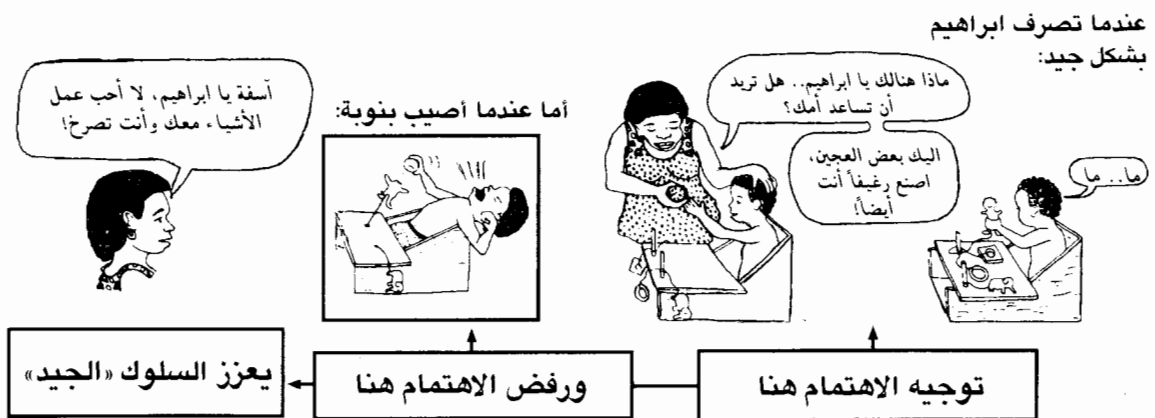 عندما تصرف ابراهيم
بشكل جيد:
ما.. ما
ماذا هنالك يا ابراهيم.. هل تريد
أن تساعد أمك؟
اليك بعض العجين،
اصنع رغيفاً أنت
أيضاً!
أما عندما أصيب بنوبة:
آسفة يا ابراهيم، لا أحب عمل
الأشياء معك وأنت تصرخ!
توجيه الاهتمام هنا
ورفض الاهتمام هنا
يعزز السلوك «الجيد»